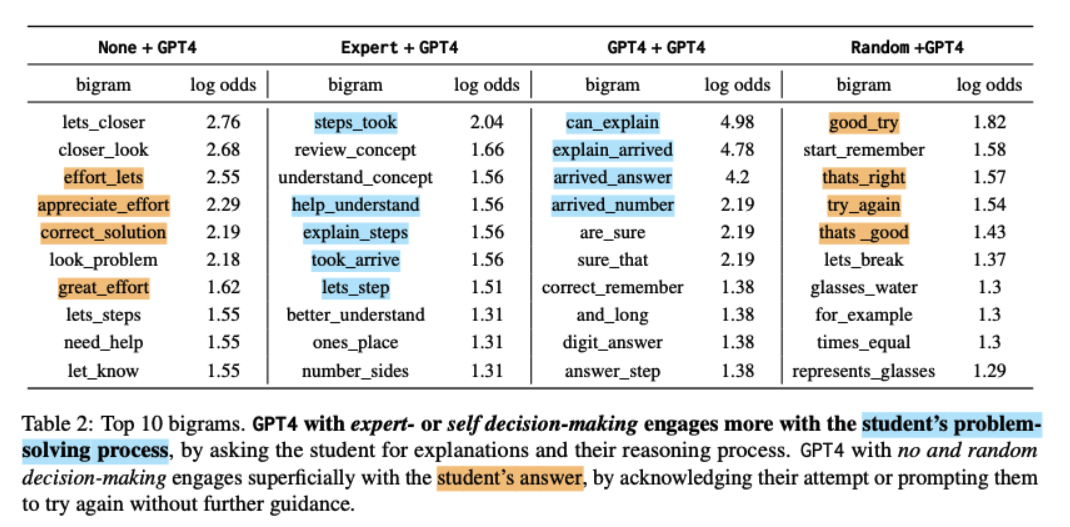 None + GPT4 Expert + GPT4 GPT4 + GPT4 Random +GPT4
bigram log odds bigram log odds bigram log odds bigram log odds
lets_closer 2.76 steps_took 2.04 can_explain 4.98 good_try 1.82
closer_look 2.68 review_concept 1.66 explain_arrived 4.78 start_remember 1.58
effort_lets 2.55 understand_concept 1.56 arrived_answer 4.2 thats_right 1.57
appreciate_effort 2.29 help_understand 1.56 arrived_number 2.19 try_again 1.54
correct_solution 2.19 explain_steps 1.56 are_sure 2.19 thats _good 1.43
look_problem 2.18 took_arrive 1.56 sure_that 2.19 lets_break 1.37
great_effort 1.62 lets_step 1.51 correct_remember 1.38 glasses_water 1.3
lets_steps 1.55 better_understand 1.31 and_long 1.38 for_example 1.3
need_help 1.55 ones_place 1.31 digit_answer 1.38 times_equal 1.3
let_know 1.55 number_sides 1.31 answer_step 1.38 represents_glasses 1.29
Table 2: Top 10 bigrams. GPT4 with expert- or self decision-making engages more with the student's problem-
solving process, by asking the student for explanations and their reasoning process. GPT4 with no and random
decision-making engages superficially with the student's answer, by acknowledging their attempt or prompting them
to try again without further guidance.